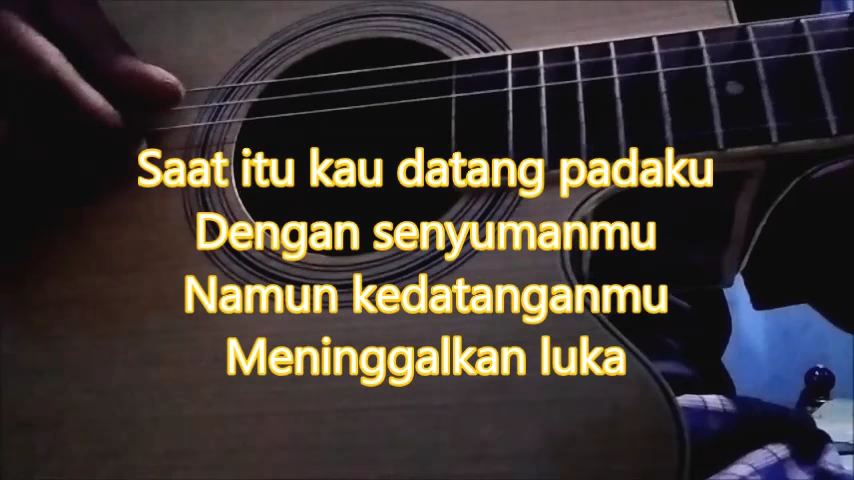 Saat itu kau datang padaku
Dengan senyumanmu
Namun kedatanganmu
Meninggalkan luka